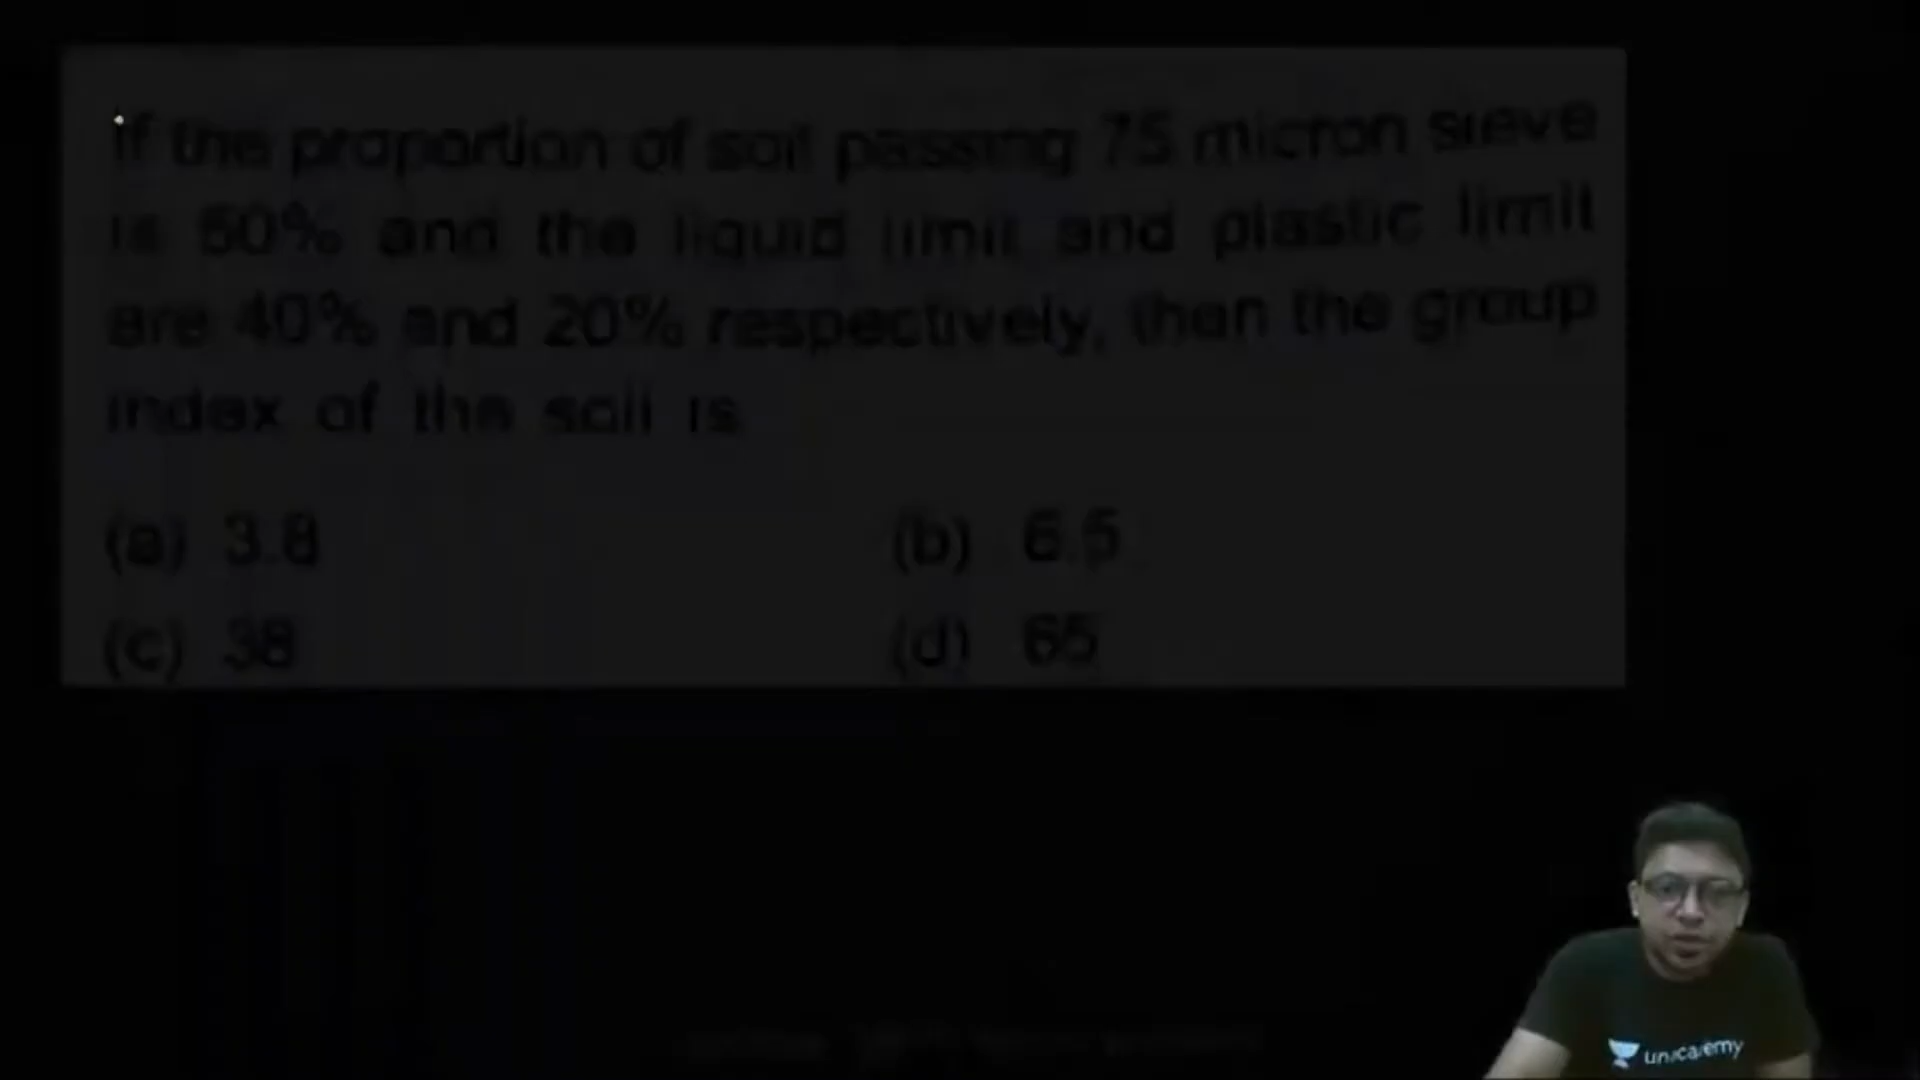 If the proportion of soil passing 75 micron sieve
is 50% and the liquid limit and plastic limit
are 40% and 20% respectively, then the group
index of the soil is
(a) 3.8 (b) 6.5
(c) 38 (d) 65
unacademy